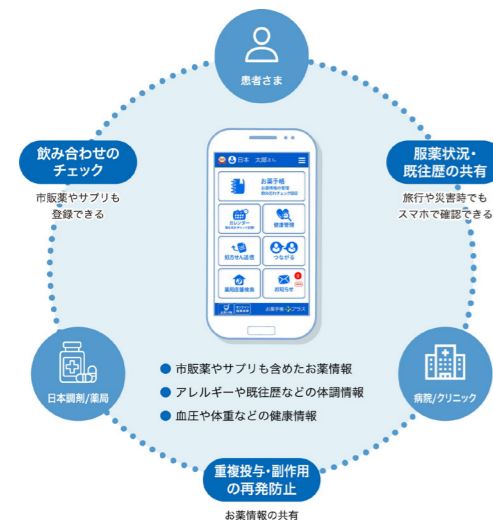 患者さま
飲み合わせの
チェック
市販薬やサプリも
登録できる
服薬状況・
既往歴の共有
旅行や災害時でも
スマホで確認できる
日本 太郎さん
お薬手帳
カレンダー
健康管理
処方せん送信
つながる
薬局店舗検索
お知らせ
お薬手帳プラス
日本調剤/薬局
病院/クリニック
● 市販薬やサプリも含めたお薬情報
● アレルギーや既往歴などの体調情報
● 血圧や体重などの健康情報
重複投与・副作用
の再発防止
お薬情報の共有